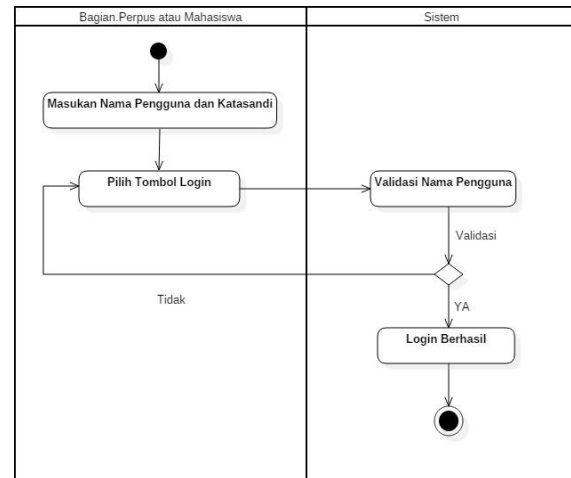 Bagian.Perpus atau Mahasiswa
Sistem
Masukan Nama Pengguna dan Katasandi
Pilih Tombol Login
Validasi Nama Pengguna
Validasi
Tidak
YA
Login Berhasil